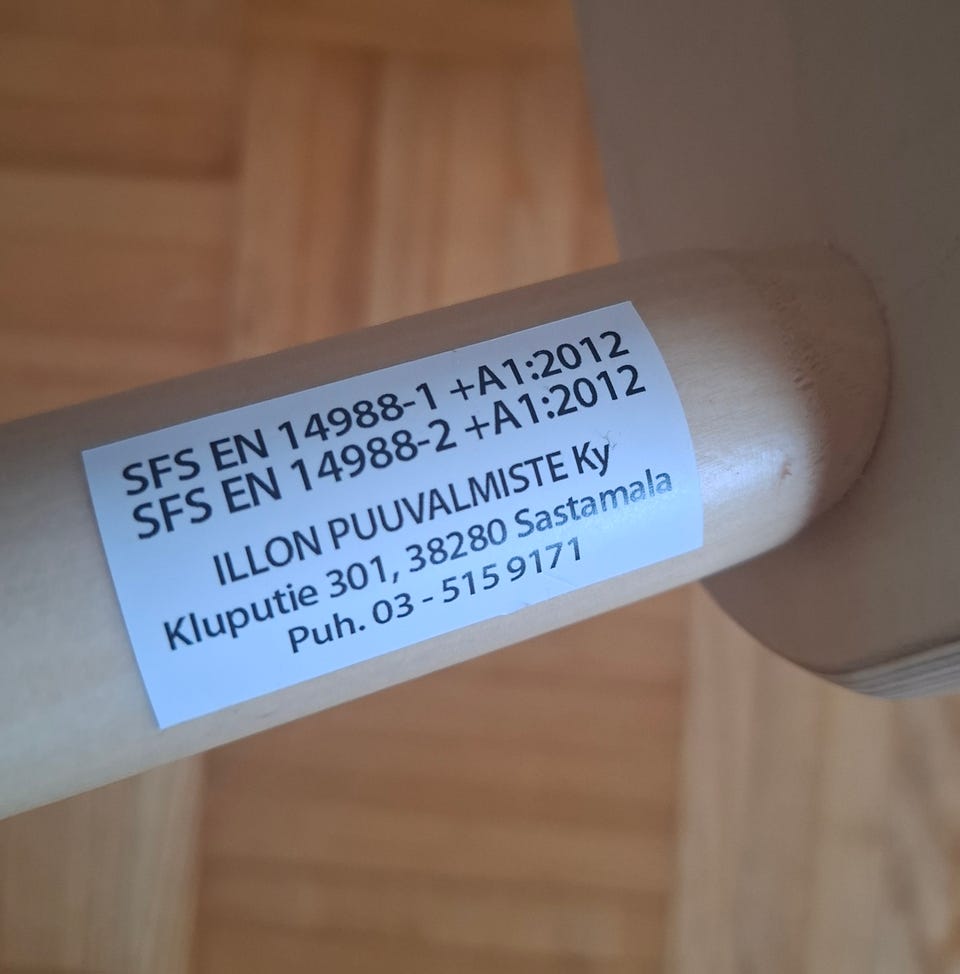 SFS EN 14988-1 +A1:2012
SFS EN 14988-2 +A1:2012
ILLON PUUVALMISTE Ky
Kluputie 301, 38280 Sastamala
Puh. 03 - 515 9171